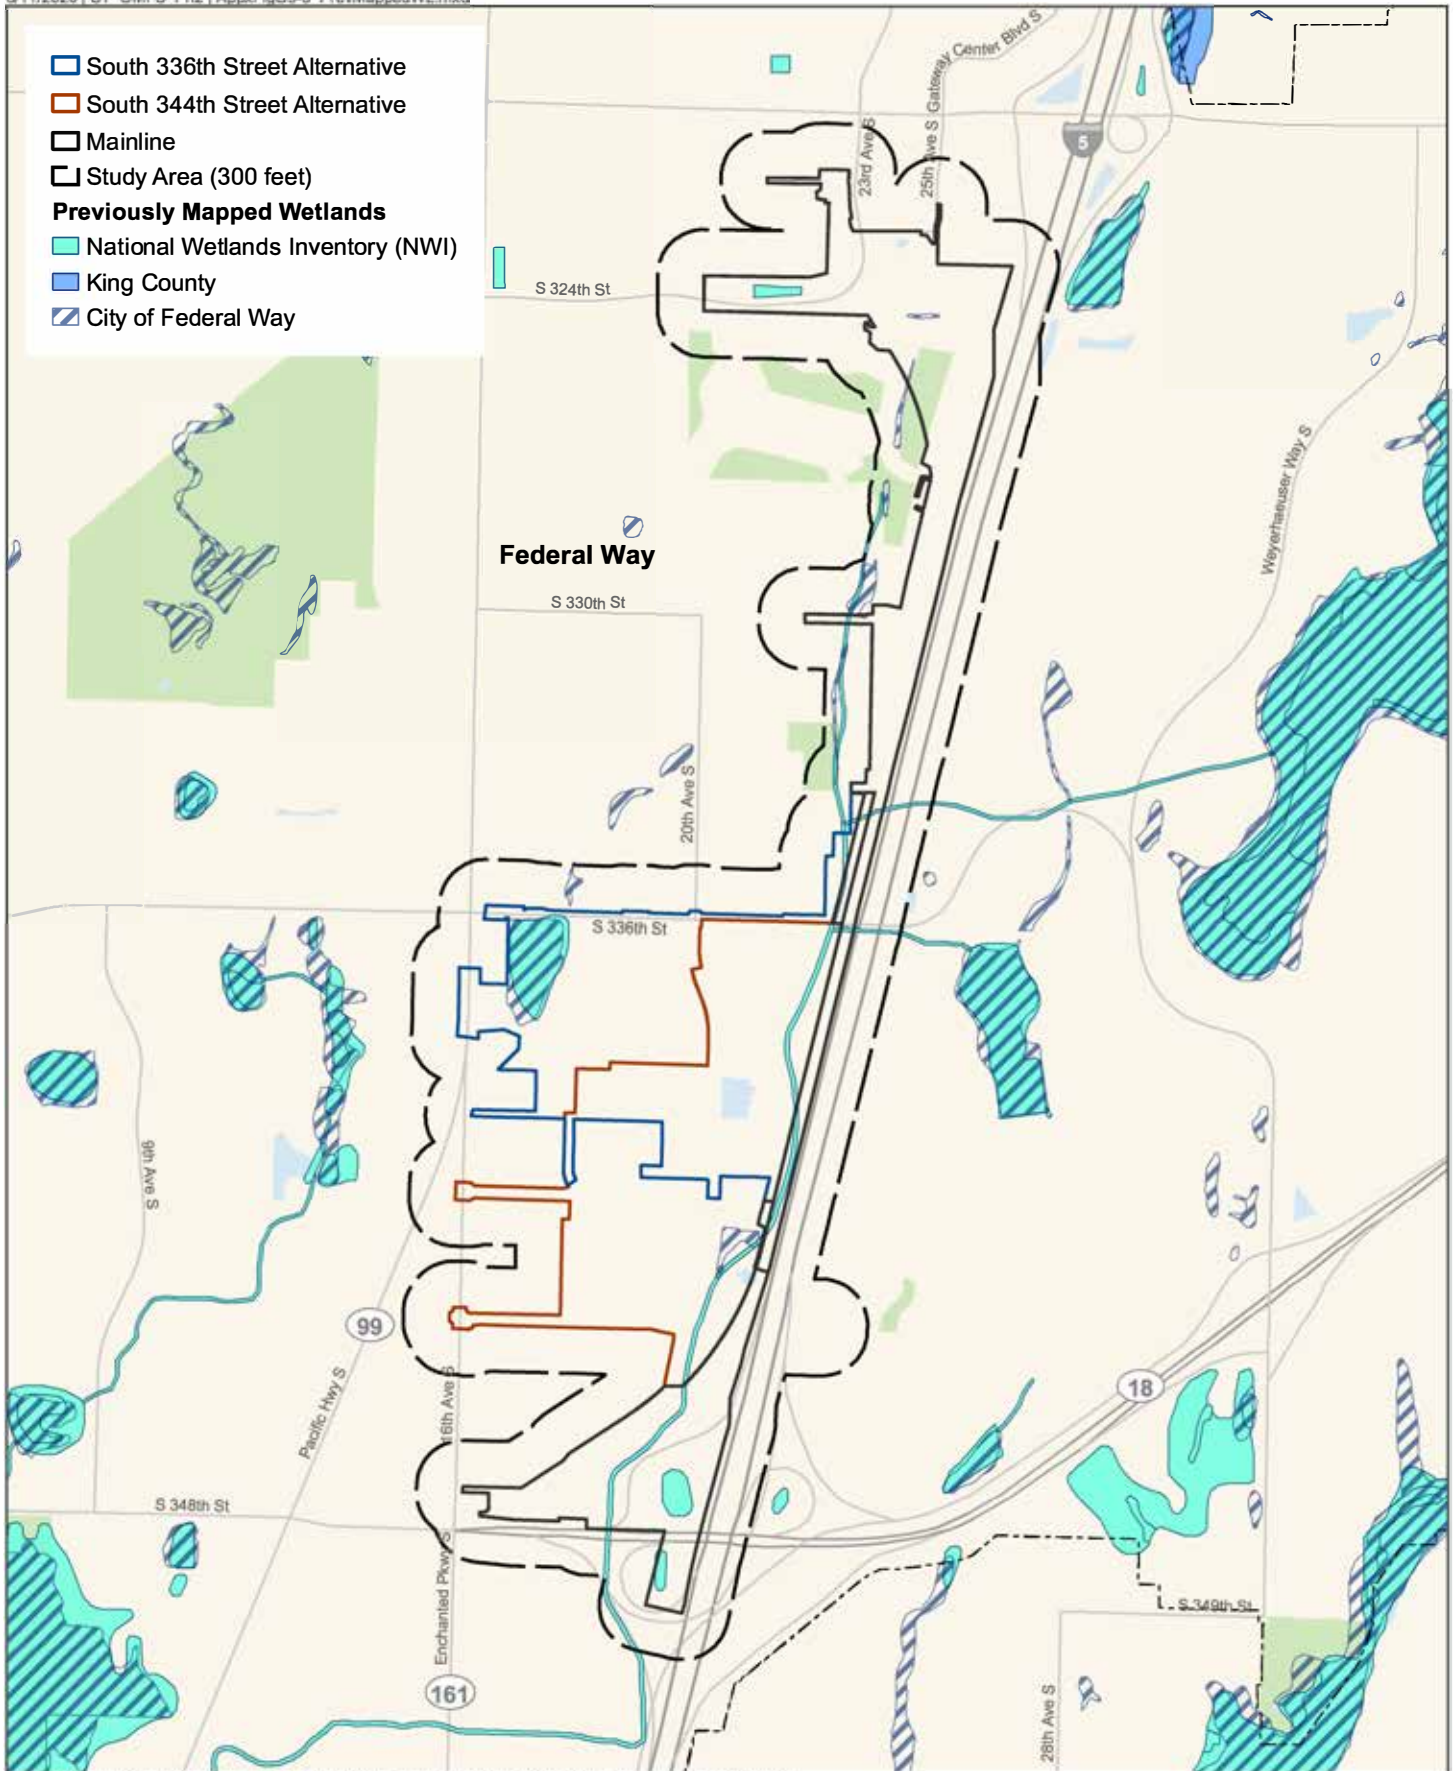 South 336th Street Alternative
South 344th Street Alternative
Mainline
Study Area (300 feet)
Previously Mapped Wetlands
National Wetlands Inventory (NWI)
King County
City of Federal Way
23rd Ave S
25th Ave S
Gateway Center Blvd S
5
S 324th St
Weyerhaeuser Way S
Federal Way
S 330th St
20th Ave S
S 336th St
9th Ave S
99
Pacific Hwy S
16th Ave S
18
S 348th St
Enchanted Pkwy S
S 349th St
161
28th Ave S